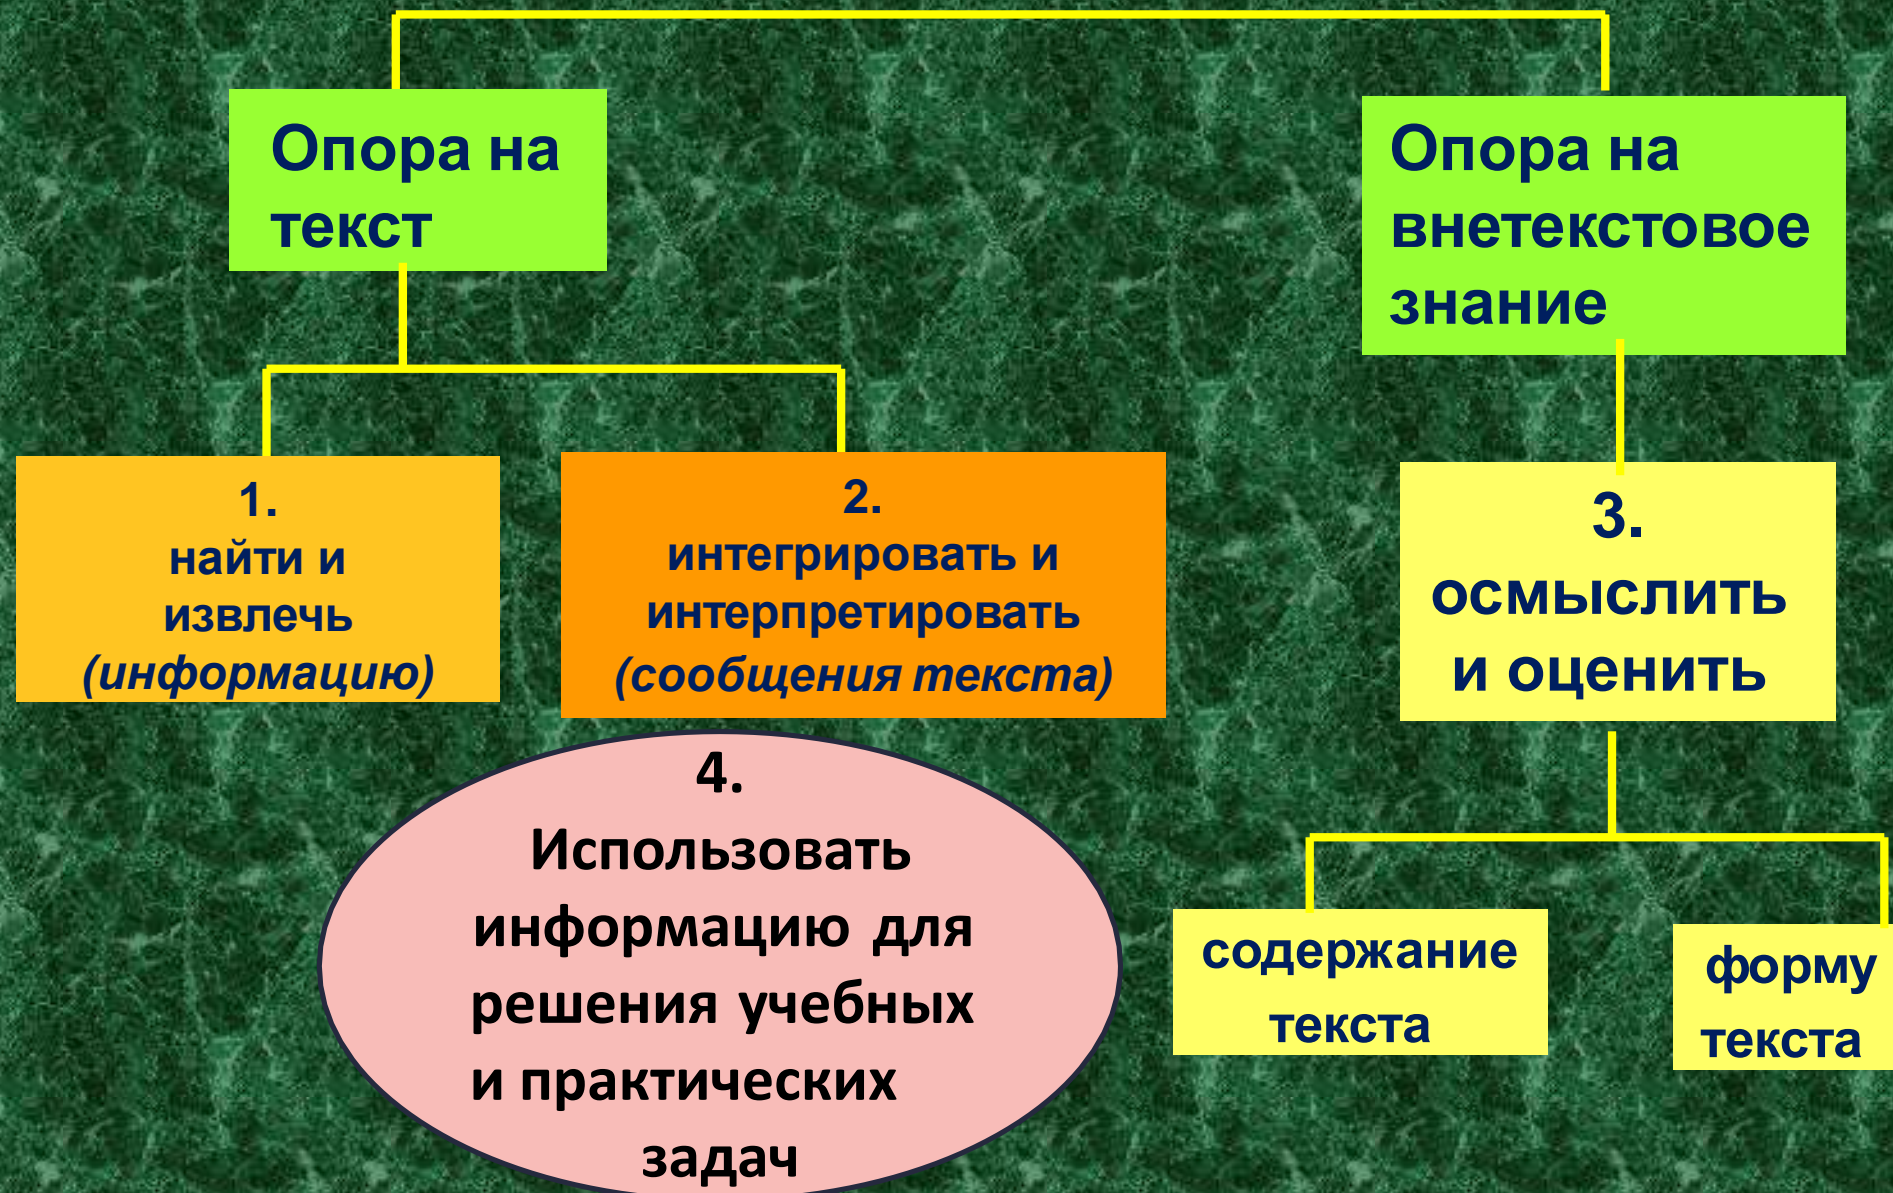 Опора на
текст
Опора на
внетекстовое
знание
1.
найти и
извлечь
(информацию)
2.
интегрировать и
интерпретировать
(сообщения текста)
3.
осмыслить
и оценить
4.
Использовать
информацию для
решения учебных
и практических
задач
содержание
текста
форму
текста